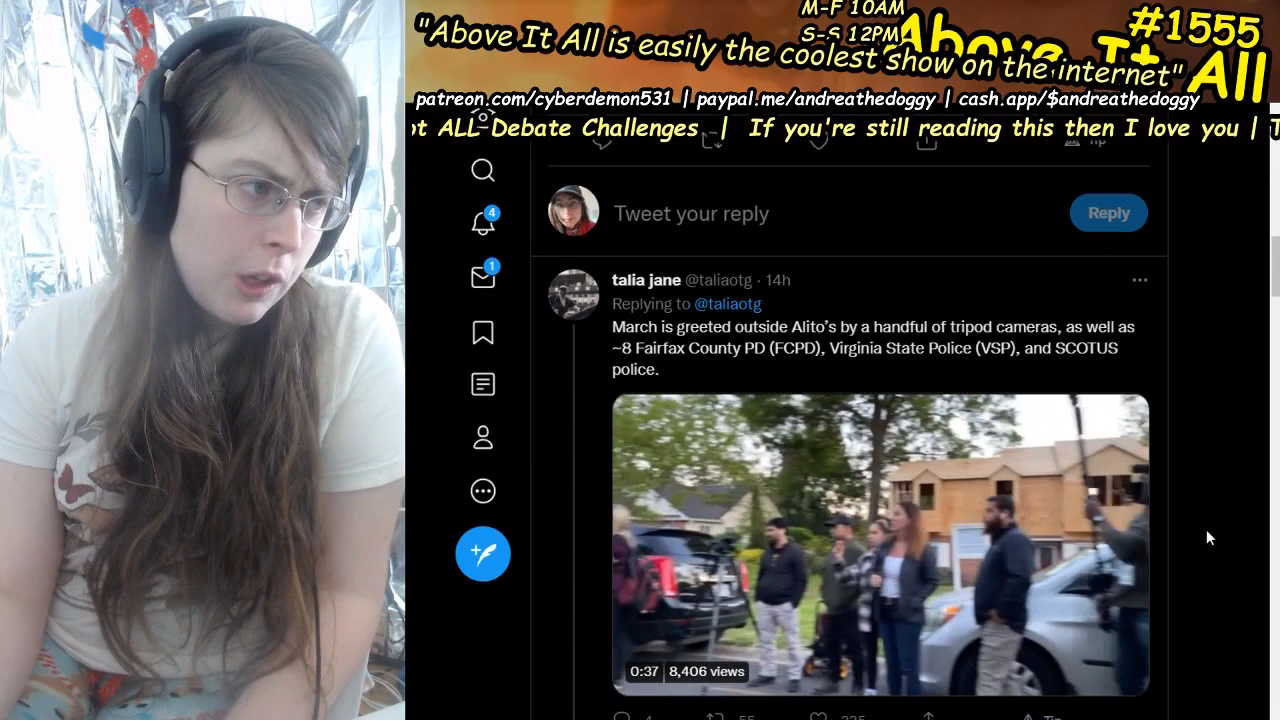 M-F 10AM
S-S 12PM
Above It All
#1555
"Above It All is easily the coolest show on the internet"
patreon.com/cyberdemon531 | paypal.me/andreathedoggy | cash.app/$andreathedoggy
ALL Debate Challenges | If you're still reading this then I love you |
Tweet your reply
Reply
4
1
talia jane @taliaotg · 14h
Replying to @taliaotg
March is greeted outside Alito's by a handful of tripod cameras, as well as
~8 Fairfax County PD (FCPD), Virginia State Police (VSP), and SCOTUS
police.
0:37 8,406 views